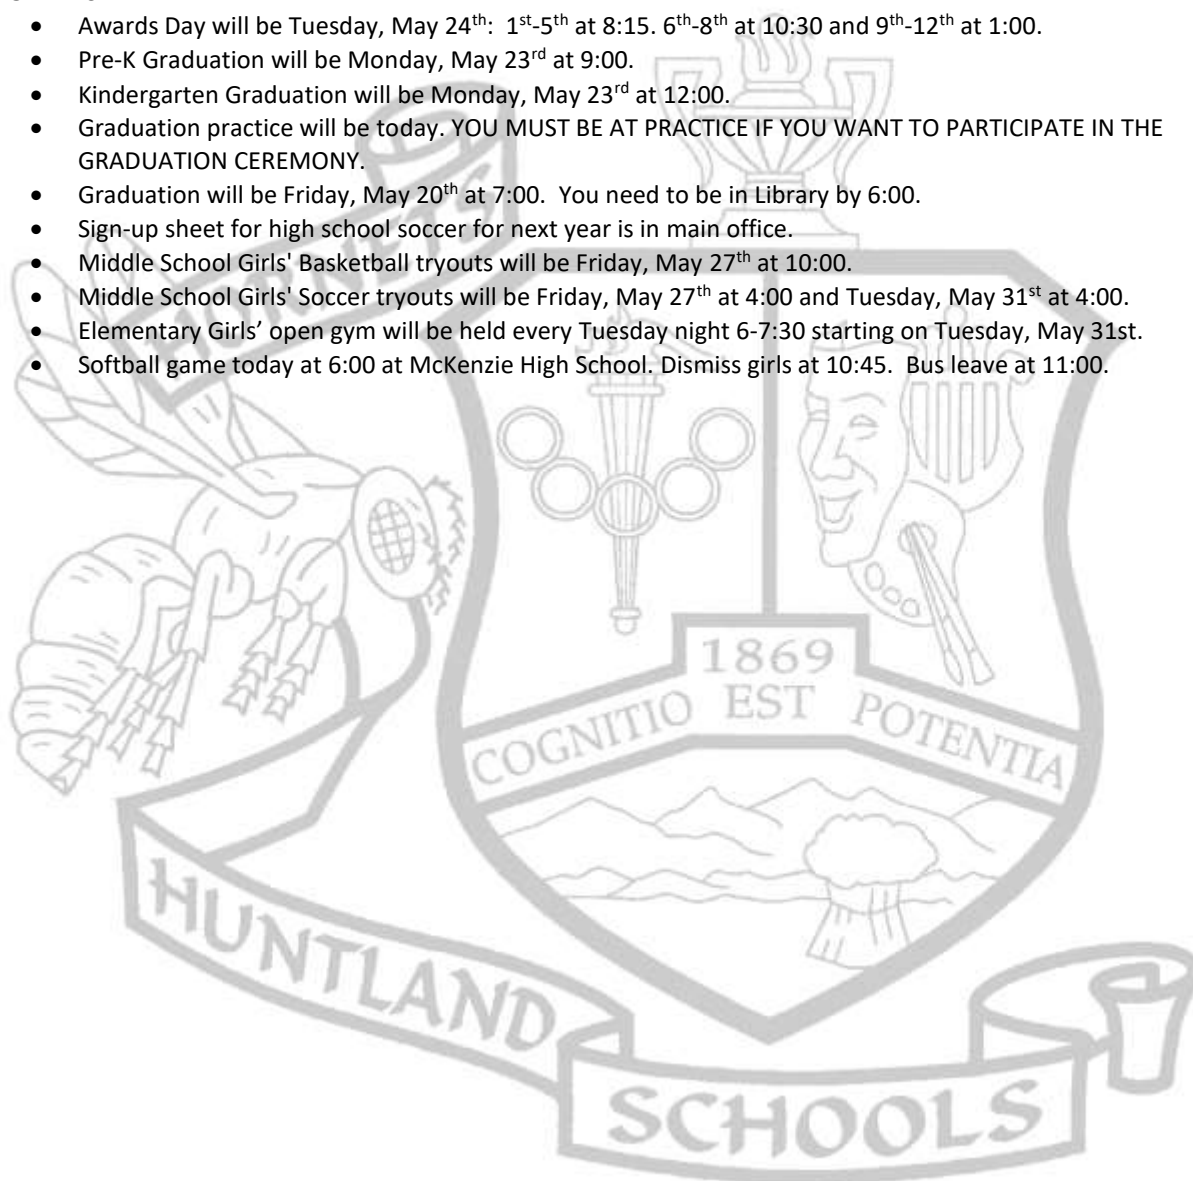 • Awards Day will be Tuesday, May 24th: 1st-5th at 8:15. 6th-8th at 10:30 and 9th-12th at 1:00.
• Pre-K Graduation will be Monday, May 23rd at 9:00.
• Kindergarten Graduation will be Monday, May 23rd at 12:00.
• Graduation practice will be today. YOU MUST BE AT PRACTICE IF YOU WANT TO PARTICIPATE IN THE
GRADUATION CEREMONY.
• Graduation will be Friday, May 20th at 7:00. You need to be in Library by 6:00.
• Sign-up sheet for high school soccer for next year is in main office.
• Middle School Girls' Basketball tryouts will be Friday, May 27th at 10:00.
• Middle School Girls' Soccer tryouts will be Friday, May 27th at 4:00 and Tuesday, May 31st at 4:00.
• Elementary Girls’ open gym will be held every Tuesday night 6-7:30 starting on Tuesday, May 31st.
• Softball game today at 6:00 at McKenzie High School. Dismiss girls at 10:45. Bus leave at 11:00.
HORNETS
1869
COGNITIO EST POTENTIA
HUNTLAND
SCHOOLS